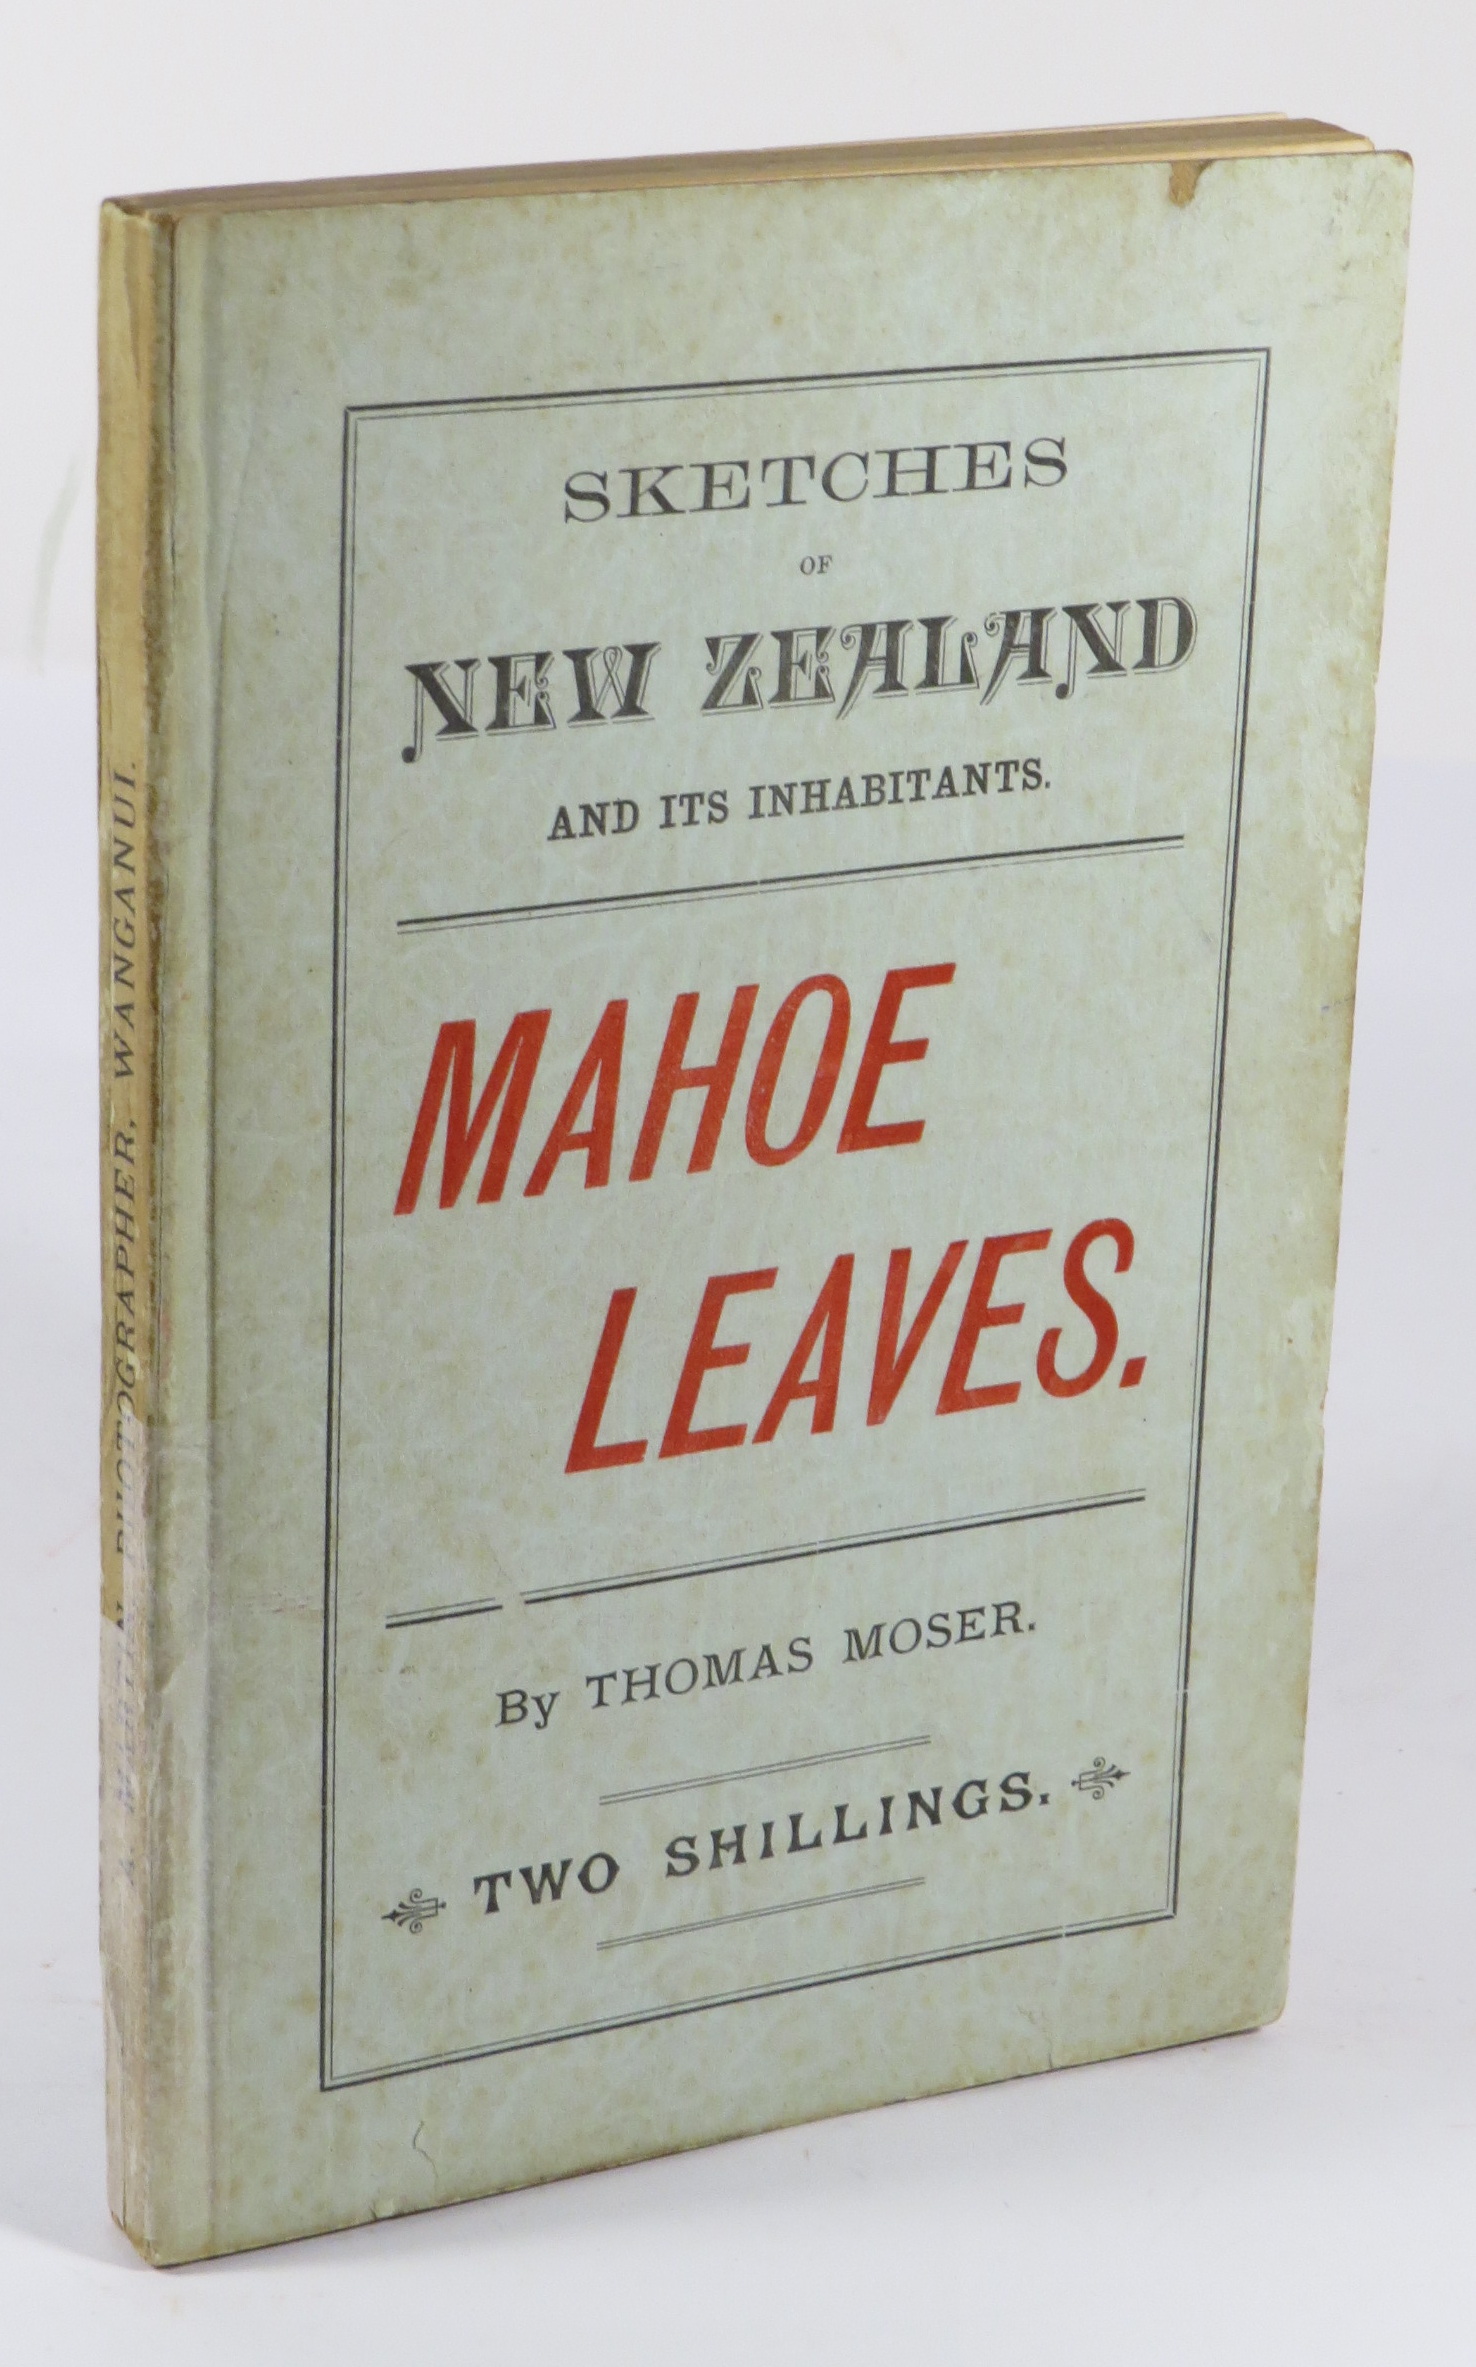 SKETCHES
OF
NEW ZEALAND
AND ITS INHABITANTS.
MAHOE
LEAVES.
By THOMAS MOSER.
TWO SHILLINGS.
PHOTOGRAPHER, WANGANUI.